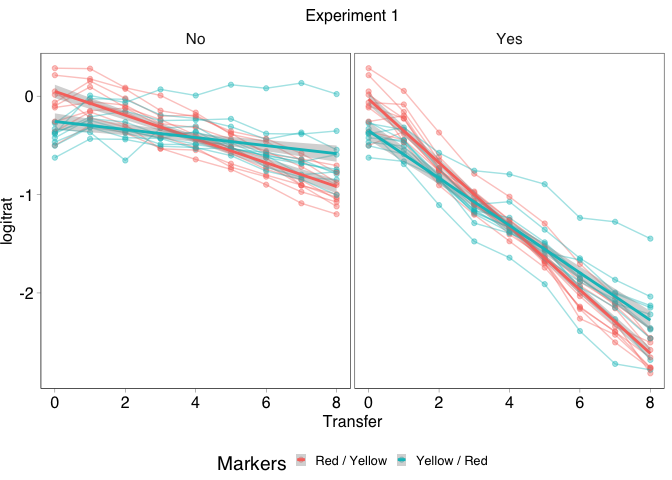 Experiment 1
No Yes
0
-1
-2
logitrat
0 2 4 6 8 0 2 4 6 8
Transfer
Markers Red / Yellow Yellow / Red